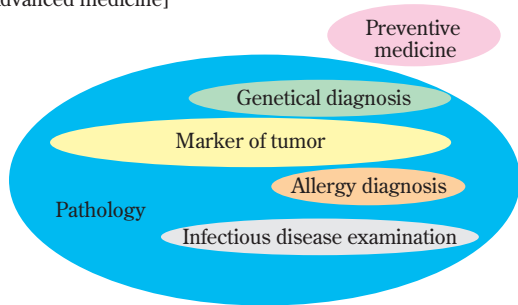 dvanced medicine]
Preventive
medicine
Genetical diagnosis
Marker of tumor
Allergy diagnosis
Pathology
Infectious disease examination